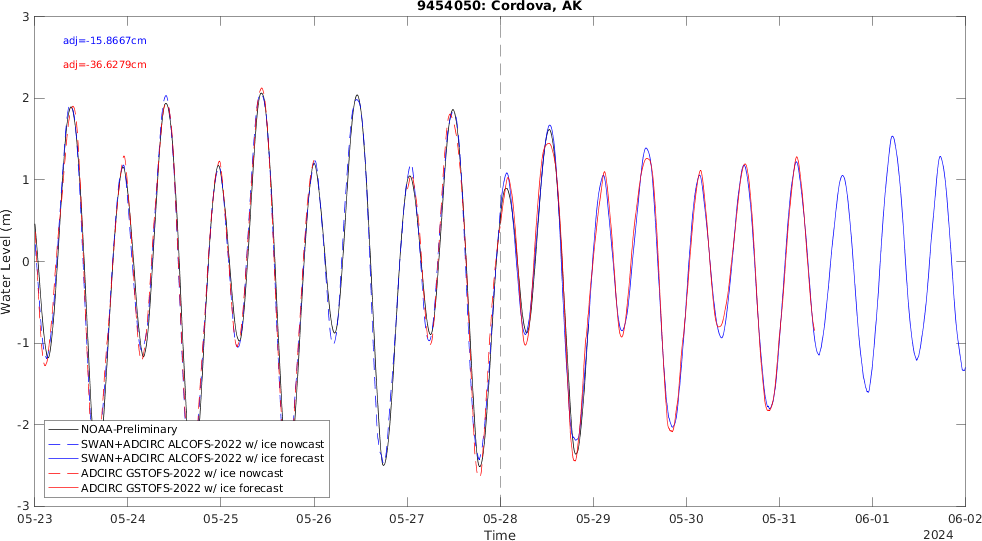 9454050: Cordova, AK
adj=-15.8667cm
adj=-36.6279cm
Water Level (m)
3
2
1
0
-1
-2
-3
NOAA-Preliminary
SWAN+ADCIRC ALCOFS-2022 w/ ice nowcast
SWAN+ADCIRC ALCOFS-2022 w/ ice forecast
ADCIRC GSTOFS-2022 w/ ice nowcast
ADCIRC GSTOFS-2022 w/ ice forecast
05-23 05-24 05-25 05-26 05-27 05-28 05-29 05-30 05-31 06-01 06-02
Time
2024